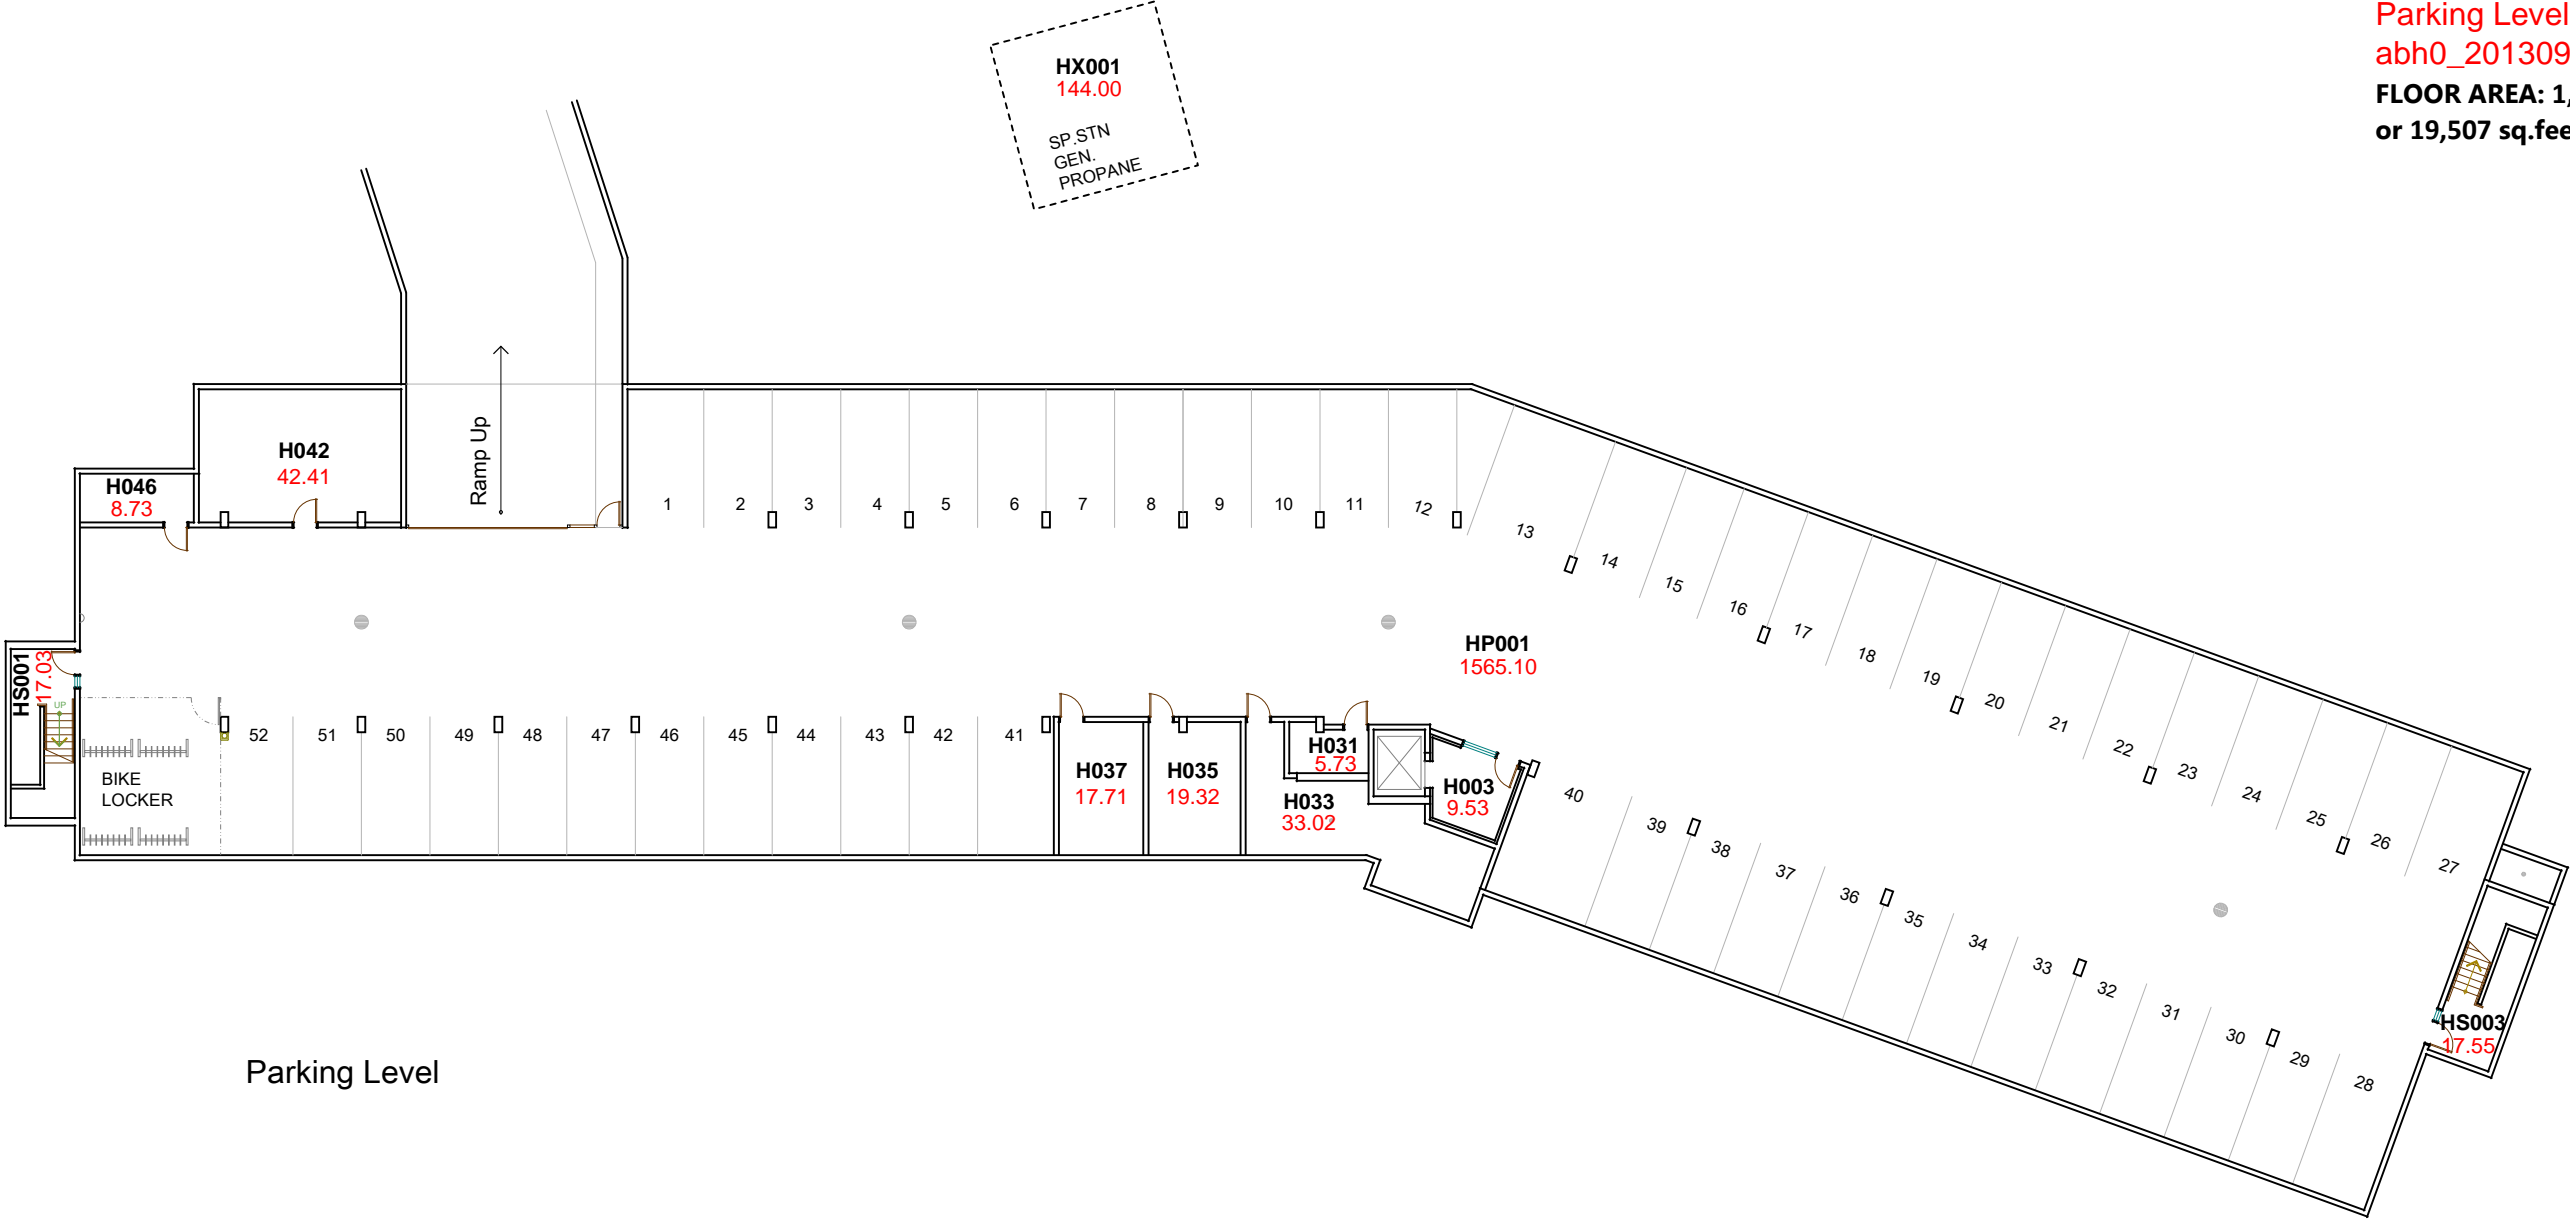 Parking Level
abh0_201309
FLOOR AREA: 1,
or 19,507 sq.fee
HX001
144.00
SP.STN
GEN.
PROPANE
Ramp Up
H042
42.41
H046
8.73
1 2 3 4 5 6 7 8 9 10 11 12
13 14 15 16 17 18 19 20 21 22 23 24 25 26 27
HP001
1565.10
HS001
17.03
UP
BIKE
LOCKER
52 51 50 49 48 47 46 45 44 43 42 41
H037
17.71
H035
19.32
H031
5.73
H033
33.02
H003
9.53
40 39 38 37 36 35 34 33 32 31 30 29 28
HS003
17.55
Parking Level